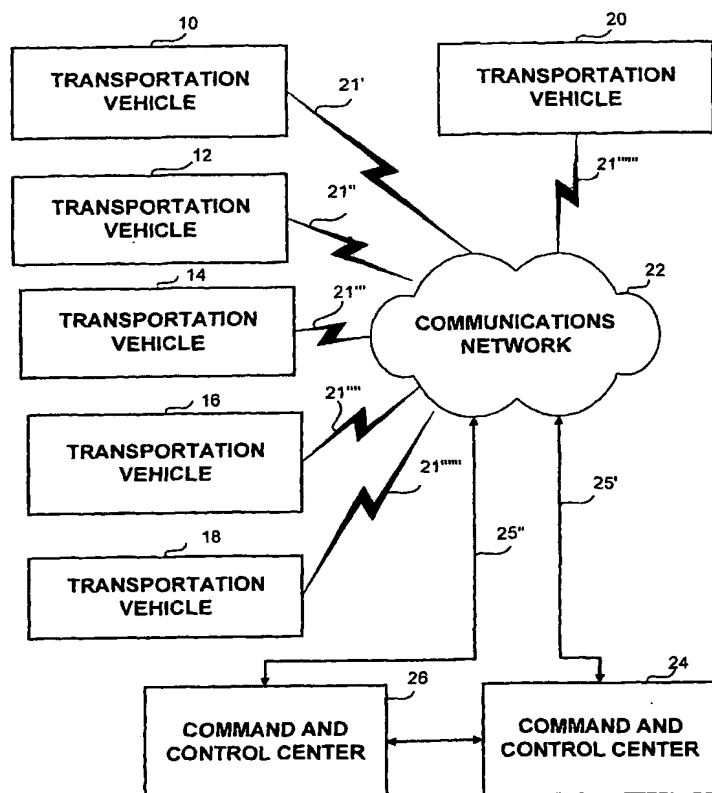 10
TRANSPORTATION
VEHICLE
20
TRANSPORTATION
VEHICLE
21'
21""""
12
TRANSPORTATION
VEHICLE
21"
14
TRANSPORTATION
VEHICLE
21'''
22
COMMUNICATIONS
NETWORK
16
TRANSPORTATION
VEHICLE
21""
21"""
18
TRANSPORTATION
VEHICLE
25"
25'
26
COMMAND AND
CONTROL CENTER
24
COMMAND AND
CONTROL CENTER